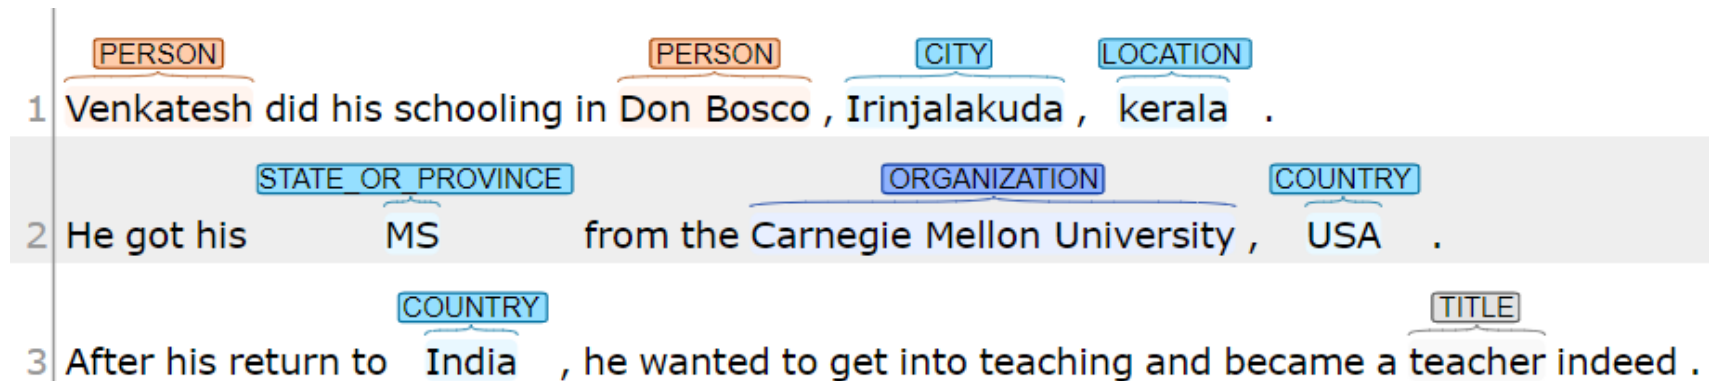 PERSON PERSON CITY LOCATION
1 Venkatesh did his schooling in Don Bosco , Irinjalakuda , kerala .
STATE_OR_PROVINCE ORGANIZATION COUNTRY
2 He got his MS from the Carnegie Mellon University , USA .
COUNTRY TITLE
3 After his return to India , he wanted to get into teaching and became a teacher indeed .